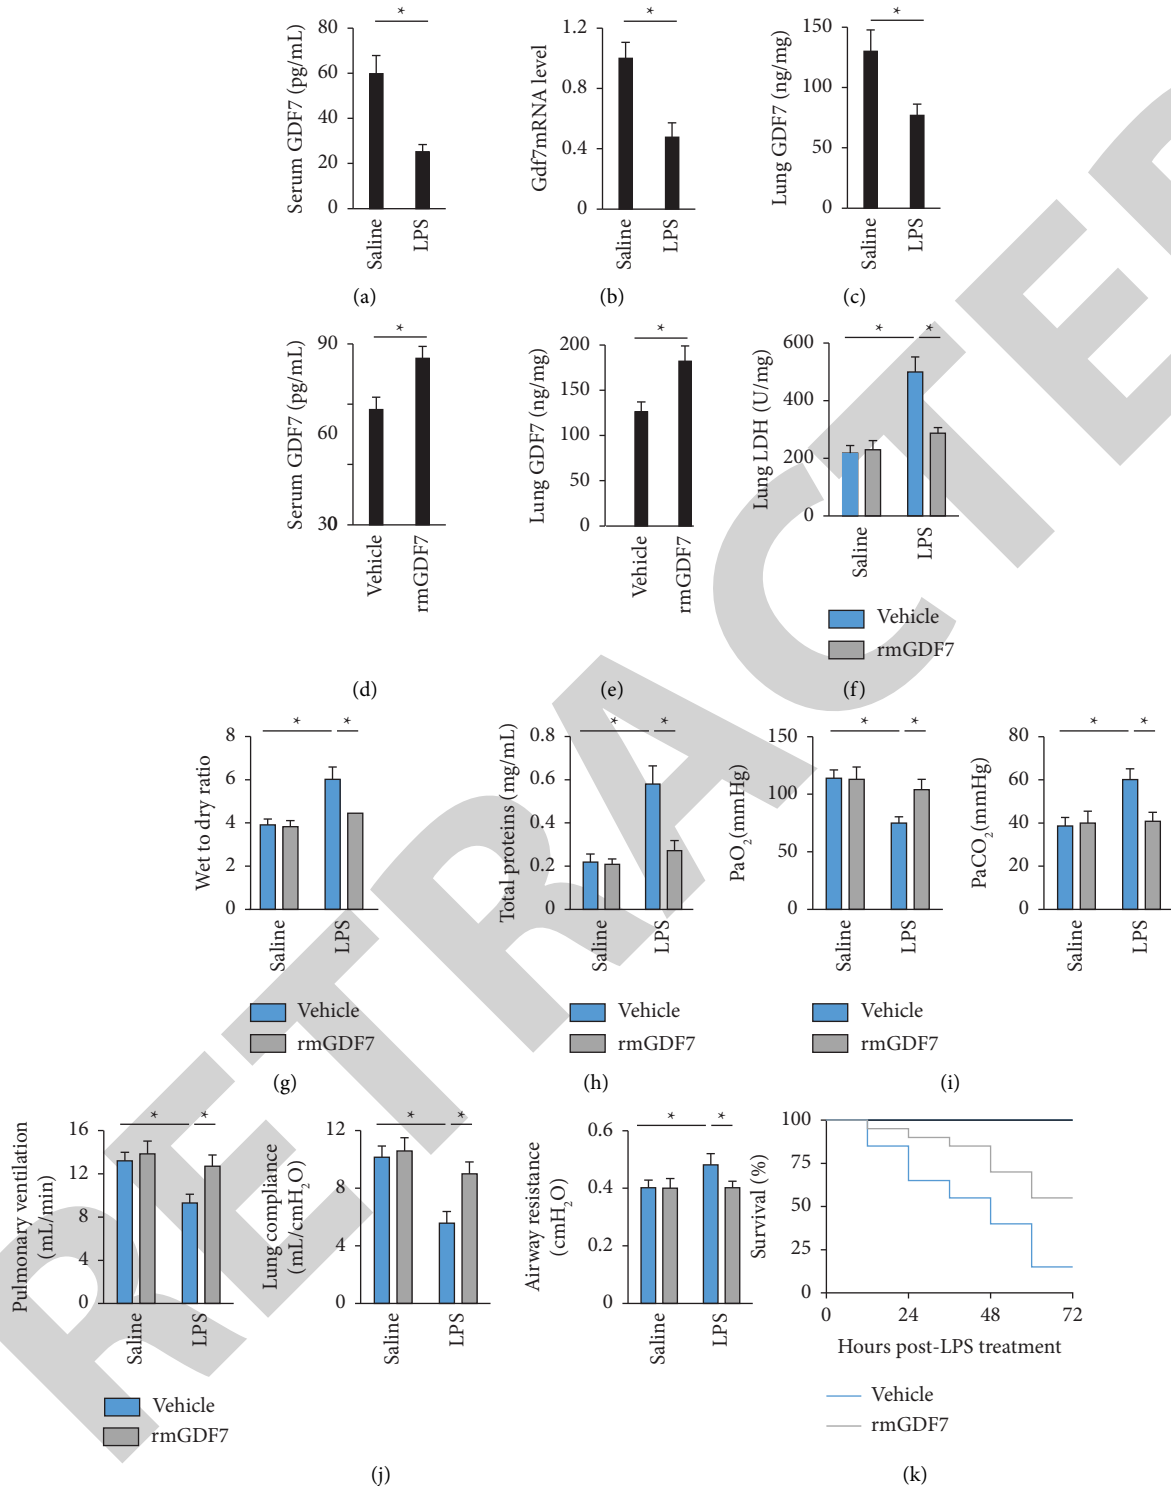 *
*
*
80
60
40
20
0
Serum GDF7 (pg/mL)
Saline
LPS
(a)
1.2
0.8
0.4
0
Gdf7mRNA level
Saline
LPS
(b)
150
100
50
0
Lung GDF7 (ng/mg)
Saline
LPS
(c)
*
90
60
30
Serum GDF7 (pg/mL)
Vehicle
rmGDF7
(d)
*
200
150
100
50
0
Lung GDF7 (ng/mg)
Vehicle
rmGDF7
(e)
* *
600
400
200
0
Lung LDH (U/mg)
Saline
LPS
Vehicle
rmGDF7
(f)
* *
8
6
4
2
0
Wet to dry ratio
Saline
LPS
Vehicle
rmGDF7
(g)
* *
0.8
0.6
0.4
0.2
0
Total proteins (mg/mL)
Saline
LPS
Vehicle
rmGDF7
(h)
* *
150
100
50
0
PaO2(mmHg)
Saline
LPS
* *
80
60
40
20
0
PaCO2(mmHg)
Saline
LPS
Vehicle
rmGDF7
(i)
* *
16
12
8
4
0
Pulmonary ventilation
(mL/min)
Saline
LPS
* *
12
8
4
0
Lung compliance
(mL/cmH2O)
Saline
LPS
* *
0.6
0.4
0.2
0
Airway resistance
(cmH2O)
Saline
LPS
Vehicle
rmGDF7
(j)
100
75
50
25
0
Survival (%)
0 24 48 72
Hours post-LPS treatment
Vehicle
rmGDF7
(k)
RETRACTE